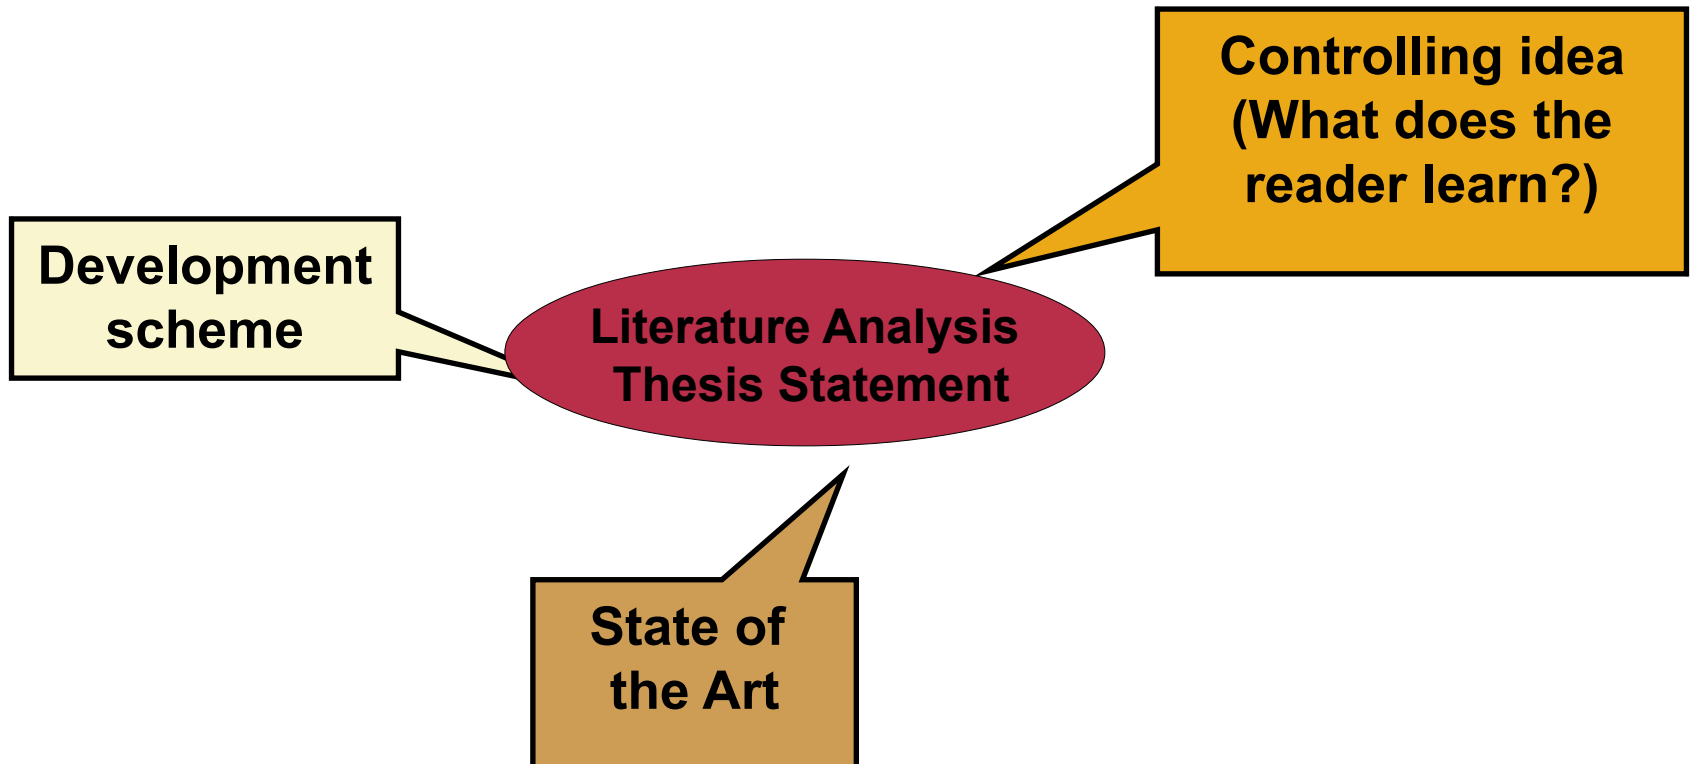 Controlling idea
(What does the
reader learn?)
Development
scheme
Literature Analysis
Thesis Statement
State of
the Art